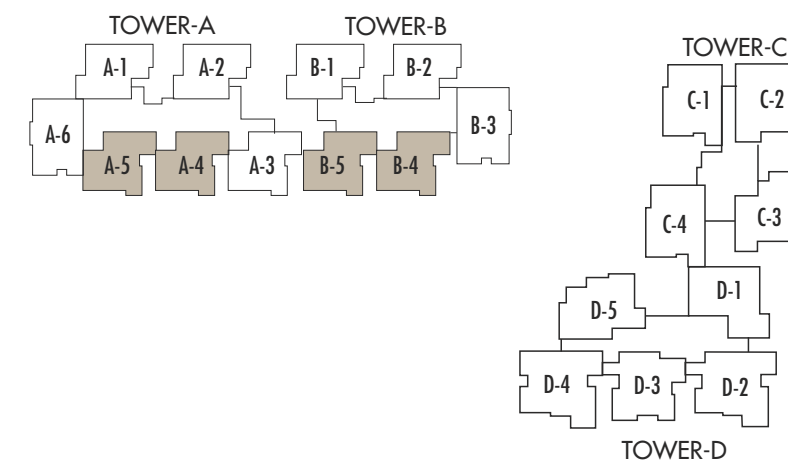 TOWER-A
TOWER-B
A-1
A-2
B-1
B-2
A-6
B-3
A-5
A-4
A-3
B-5
B-4
TOWER-C
C-1
C-2
C-4
C-3
D-1
D-5
D-4
D-3
D-2
TOWER-D